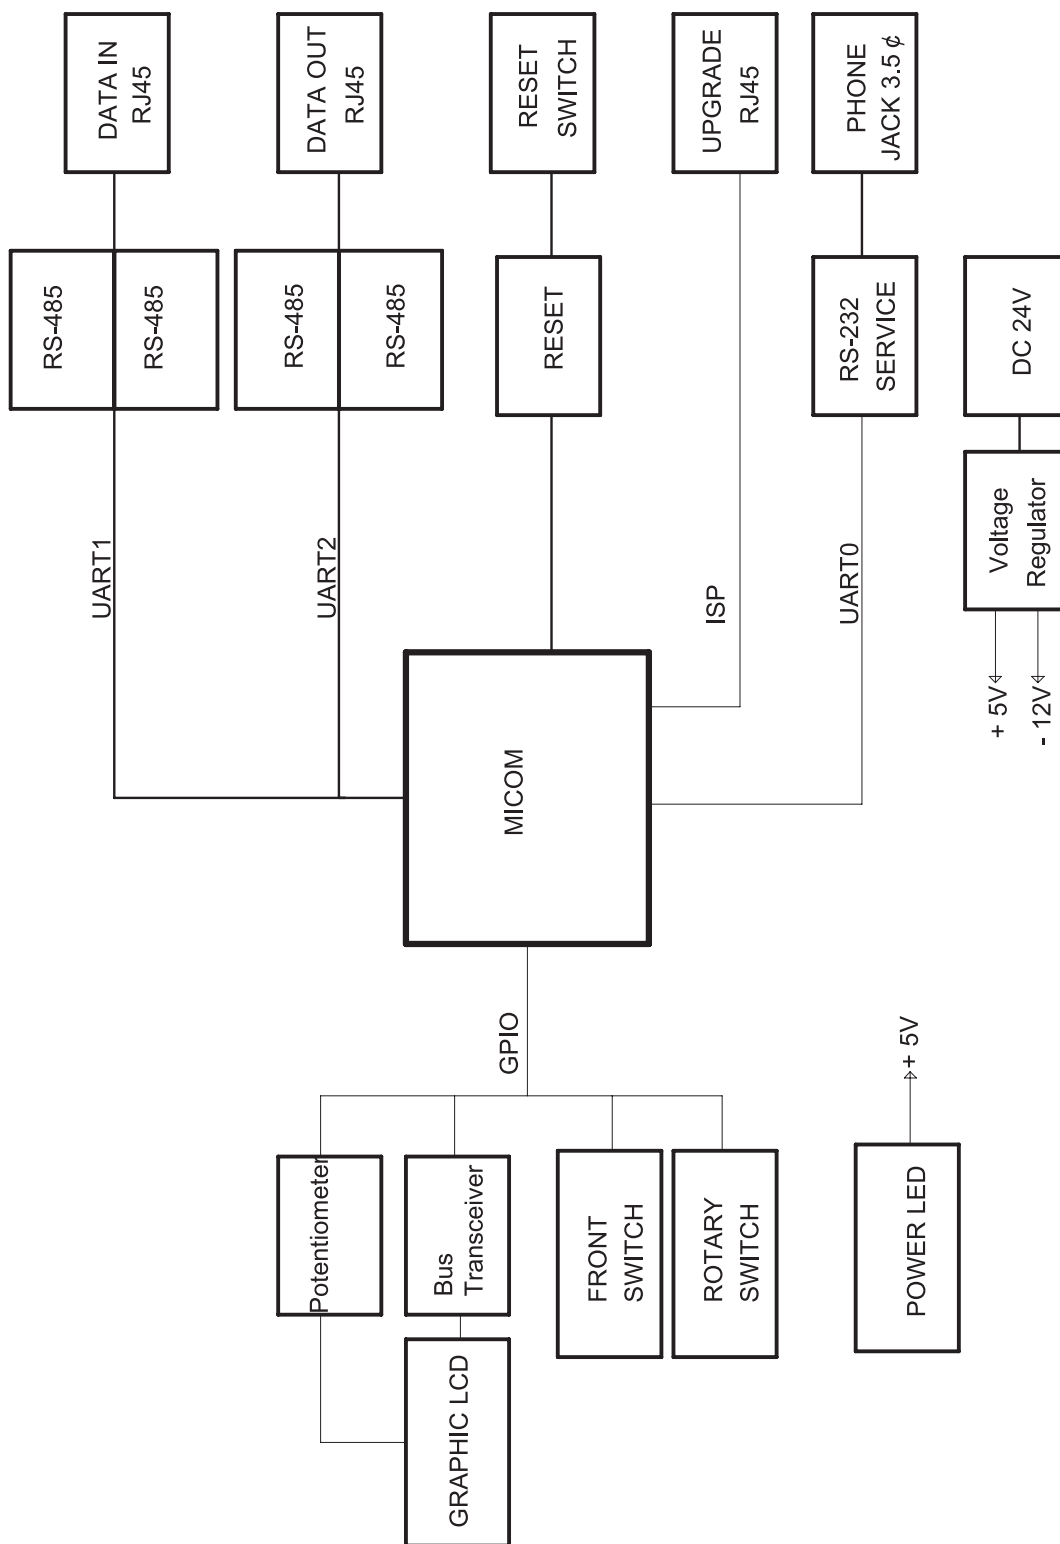 DATA IN
RJ45
DATA OUT
RJ45
RESET
SWITCH
UPGRADE
RJ45
PHONE
JACK 3.5 ¢
RS-485
RS-485
RS-485
RS-485
RESET
RS-232
SERVICE
DC 24V
UART1
UART2
ISP
UART0
Voltage
Regulator
+ 5V
- 12V
MICOM
GPIO
+ 5V
Potentiometer
Bus
Transceiver
FRONT
SWITCH
ROTARY
SWITCH
POWER LED
GRAPHIC LCD